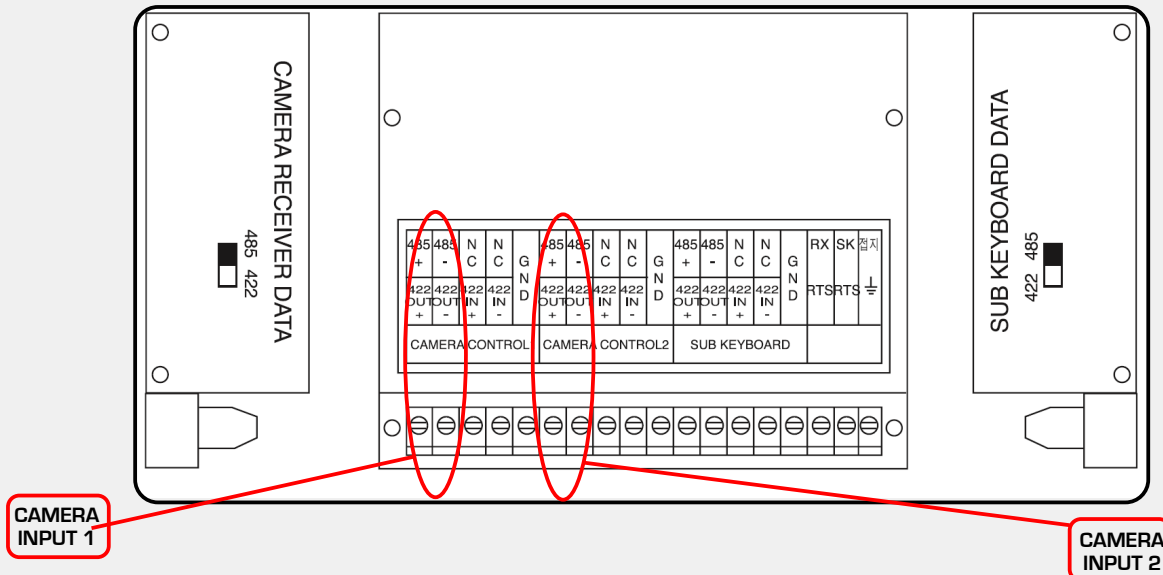 CAMERA RECEIVER DATA
485 422
485 + 485 - N C N C G N D 485 + 485 - N C N C G N D 485 + 485 - N C N C G N D RX SK 접지
422 OUT + 422 OUT - 422 IN + 422 IN - 422 OUT + 422 OUT - 422 IN + 422 IN - 422 OUT + 422 OUT - 422 IN + 422 IN - RTS RTS
CAMERA CONTROL1 CAMERA CONTROL2 SUB KEYBOARD
SUB KEYBOARD DATA
422 485
CAMERA
INPUT 1
CAMERA
INPUT 2